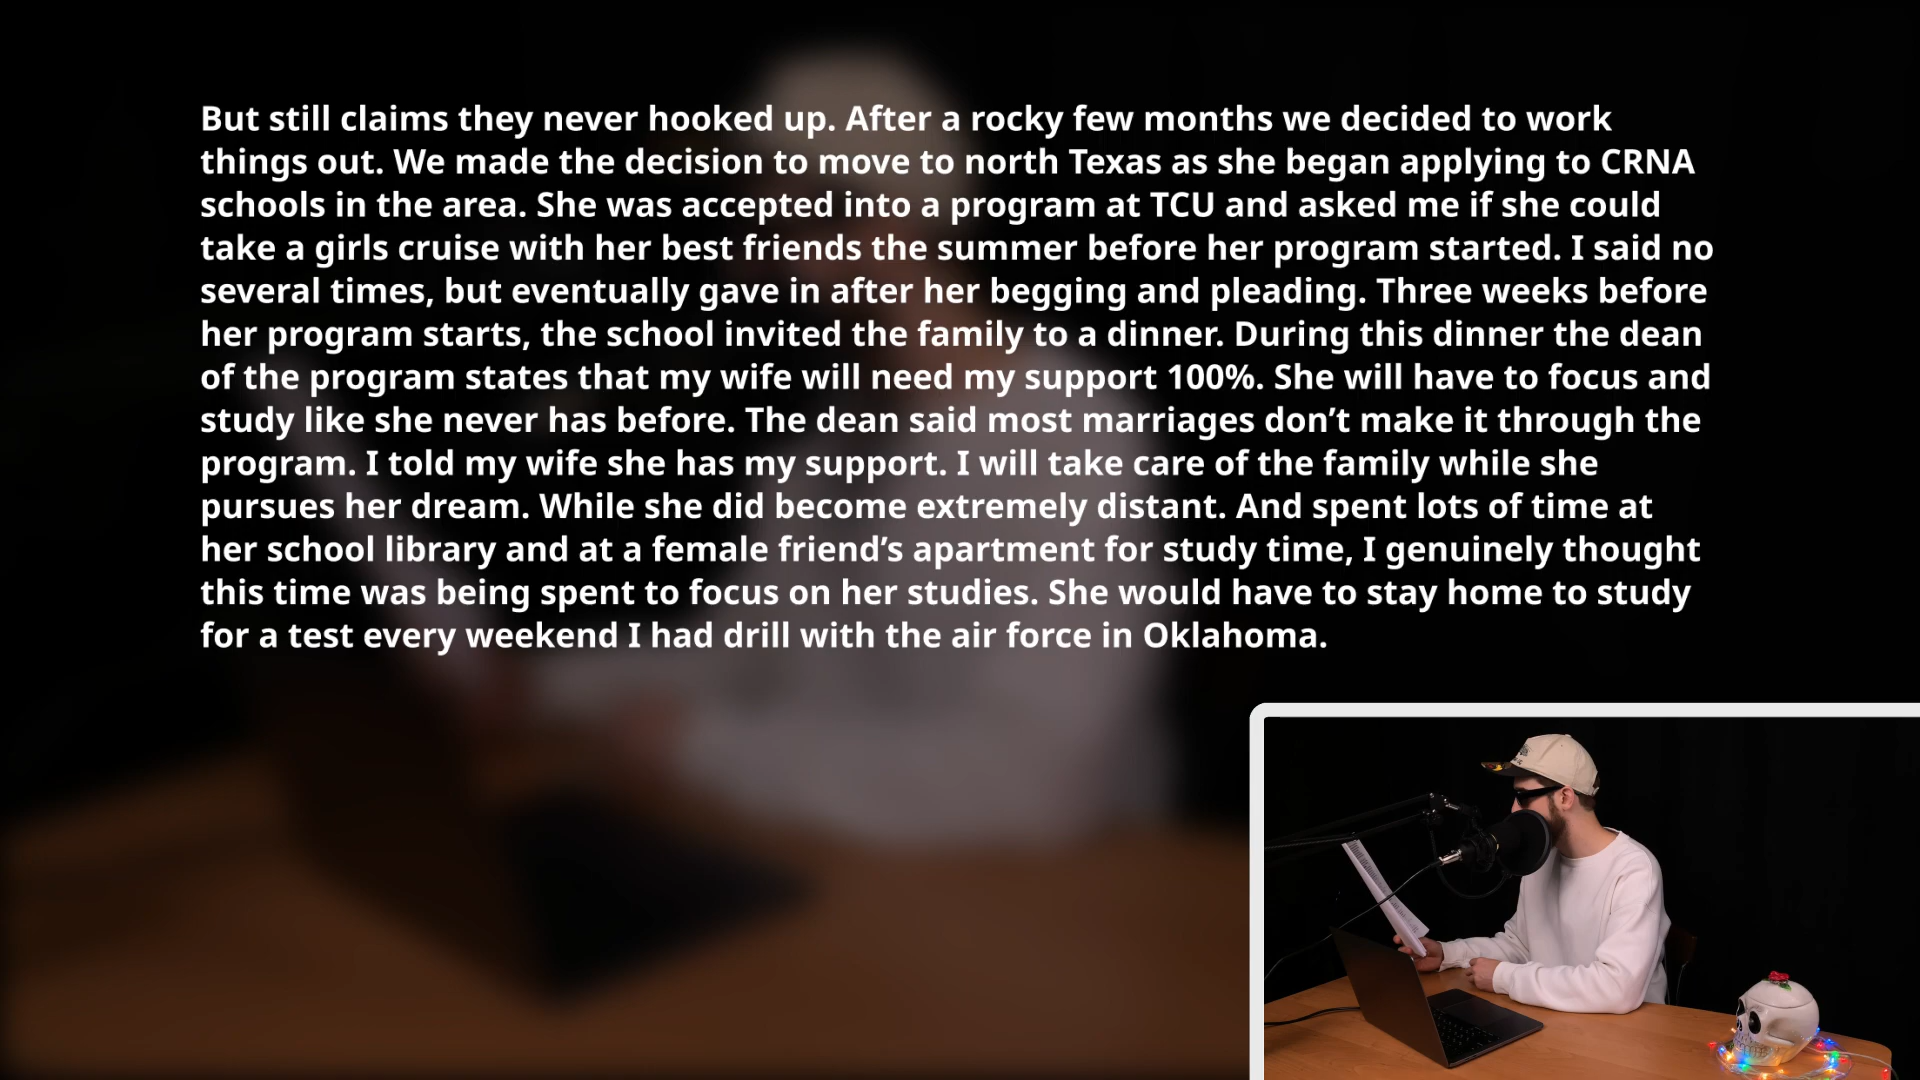 But still claims they never hooked up. After a rocky few months we decided to work
things out. We made the decision to move to north Texas as she began applying to CRNA
schools in the area. She was accepted into a program at TCU and asked me if she could
take a girls cruise with her best friends the summer before her program started. I said no
several times, but eventually gave in after her begging and pleading. Three weeks before
her program starts, the school invited the family to a dinner. During this dinner the dean
of the program states that my wife will need my support 100%. She will have to focus and
study like she never has before. The dean said most marriages don’t make it through the
program. I told my wife she has my support. I will take care of the family while she
pursues her dream. While she did become extremely distant. And spent lots of time at
her school library and at a female friend’s apartment for study time, I genuinely thought
this time was being spent to focus on her studies. She would have to stay home to study
for a test every weekend I had drill with the air force in Oklahoma.